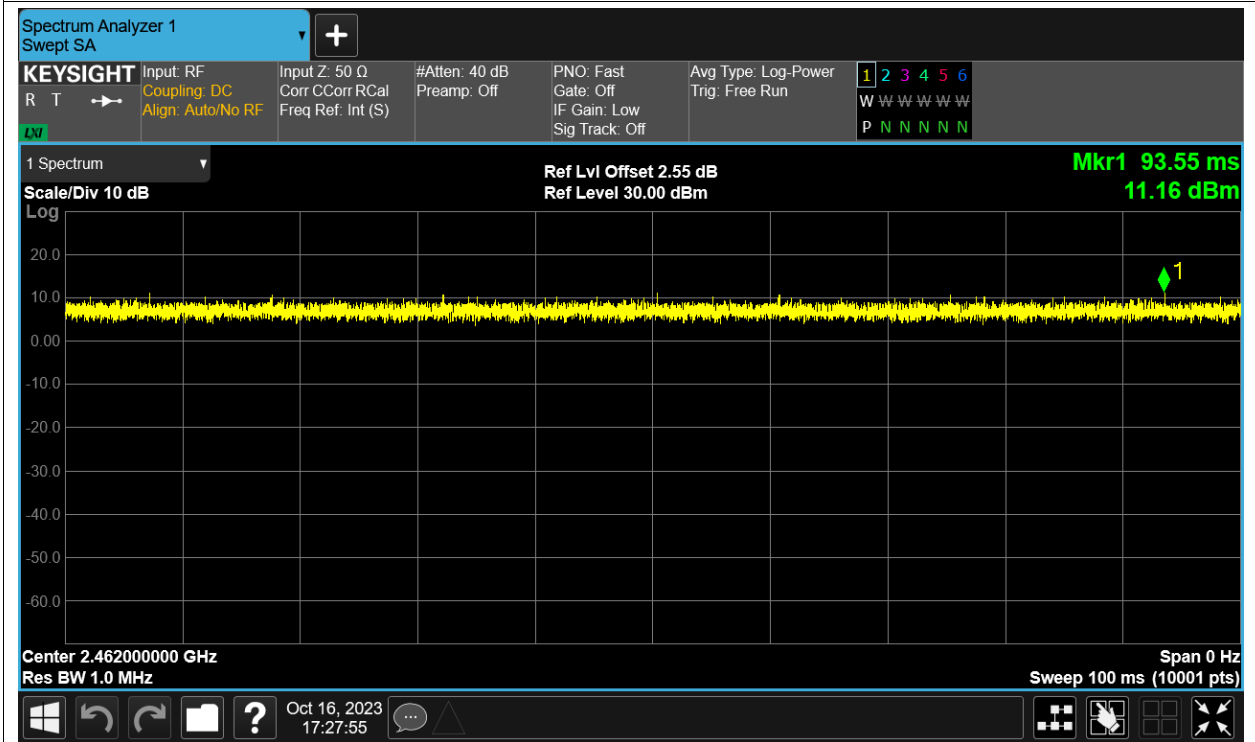 Spectrum Analyzer 1
Swept SA
KEYSIGHT
R T
LXI
Input: RF
Coupling: DC
Align: Auto/No RF
Input Z: 50 Ω
Corr CCorr RCal
Freq Ref: Int (S)
#Atten: 40 dB
Preamp: Off
PNO: Fast
Gate: Off
IF Gain: Low
Sig Track: Off
Avg Type: Log-Power
Trig: Free Run
1 2 3 4 5 6
W W W W W W
P N N N N N
1 Spectrum
Scale/Div 10 dB
Ref Lvl Offset 2.55 dB
Ref Level 30.00 dBm
Mkr1 93.55 ms
11.16 dBm
Log
20.0
10.0
0.00
-10.0
-20.0
-30.0
-40.0
-50.0
-60.0
1
Center 2.462000000 GHz
Res BW 1.0 MHz
Span 0 Hz
Sweep 100 ms (10001 pts)
?
Oct 16, 2023
17:27:55